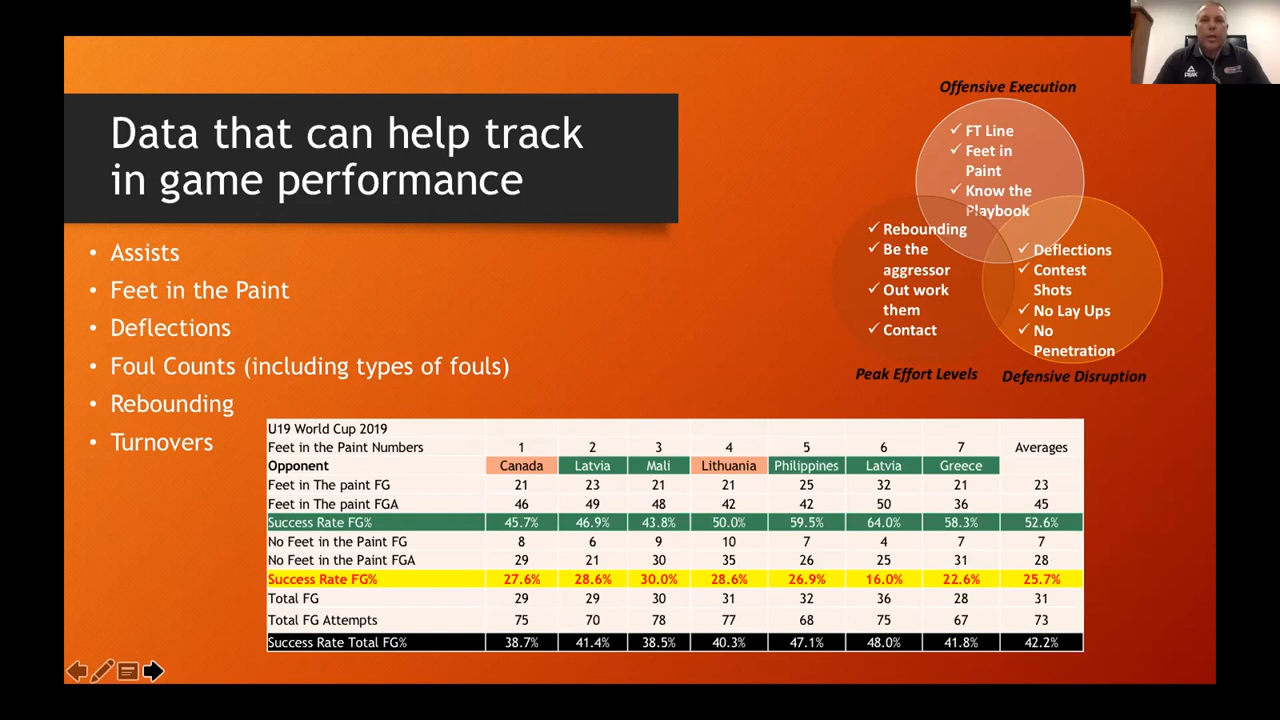 Data that can help track
in game performance
• Assists
• Feet in the Paint
• Deflections
• Foul Counts (including types of fouls)
• Rebounding
• Turnovers
Offensive Execution
✓ FT Line
✓ Feet in
Paint
✓ Know the
Playbook
✓ Rebounding
✓ Be the
aggressor
✓ Out work
them
✓ Contact
Peak Effort Levels
✓ Deflections
✓ Contest
Shots
✓ No Lay Ups
✓ No
Penetration
Defensive Disruption
U19 World Cup 2019
Feet in the Paint Numbers 1 2 3 4 5 6 7 Averages
Opponent Canada Latvia Mali Lithuania Philippines Latvia Greece
Feet in The paint FG 21 23 21 21 25 32 21 23
Feet in The paint FGA 46 49 48 42 42 50 36 45
Success Rate FG% 45.7% 46.9% 43.8% 50.0% 59.5% 64.0% 58.3% 52.6%
No Feet in the Paint FG 8 6 9 10 7 4 7 7
No Feet in the Paint FGA 29 21 30 35 26 25 31 28
Success Rate FG% 27.6% 28.6% 30.0% 28.6% 26.9% 16.0% 22.6% 25.7%
Total FG 29 29 30 31 32 36 28 31
Total FG Attempts 75 70 78 77 68 75 67 73
Success Rate Total FG% 38.7% 41.4% 38.5% 40.3% 47.1% 48.0% 41.8% 42.2%
PEAK